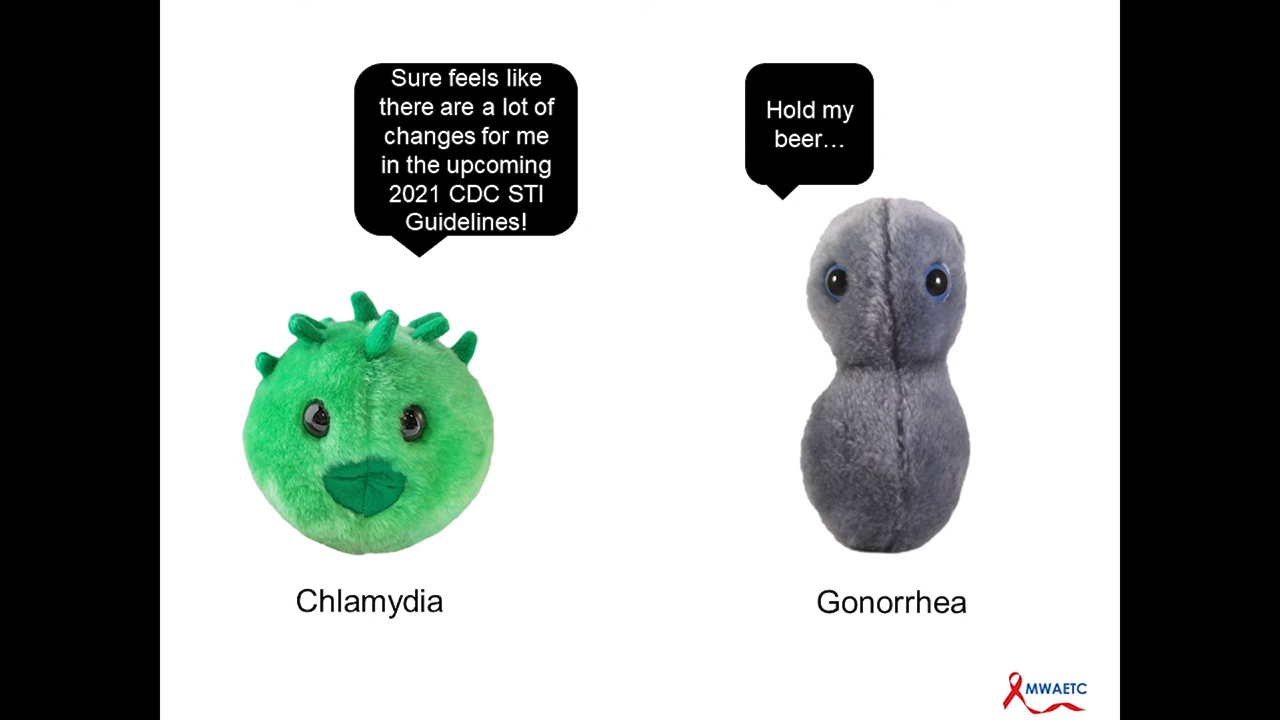 Sure feels like
there are a lot of
changes for me
in the upcoming
2021 CDC STI
Guidelines!
Hold my
beer…
Chlamydia
Gonorrhea
MWAETC